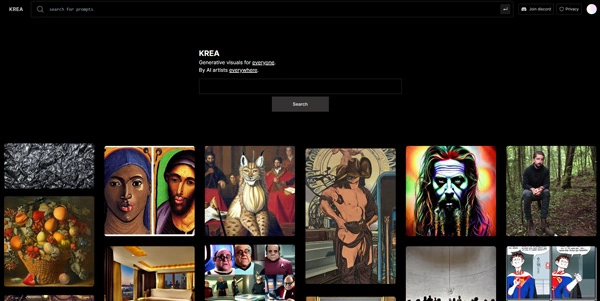 KREA
search for prompts
Join discord
Privacy
KREA
Generative visuals for everyone.
By AI artists everywhere.
Search